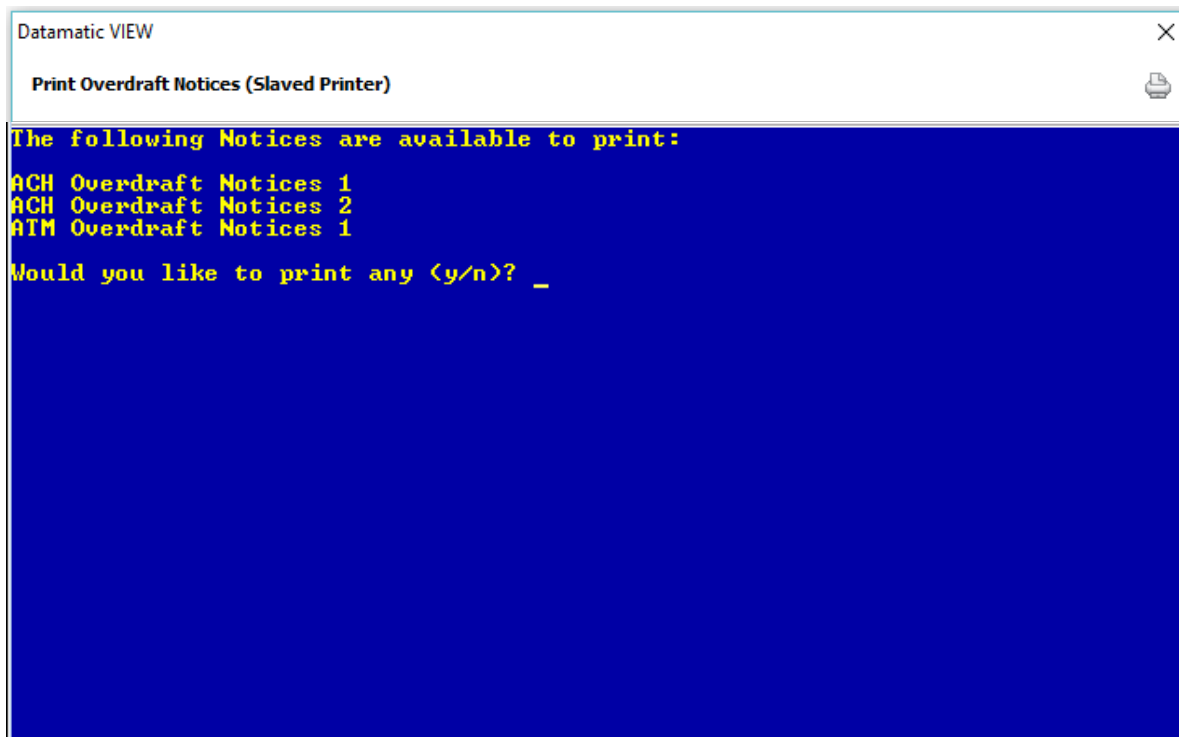 Datamatic VIEW
Print Overdraft Notices (Slaved Printer)
The following Notices are available to print:
ACH Overdraft Notices 1
ACH Overdraft Notices 2
ATM Overdraft Notices 1
Would you like to print any (y/n)? _